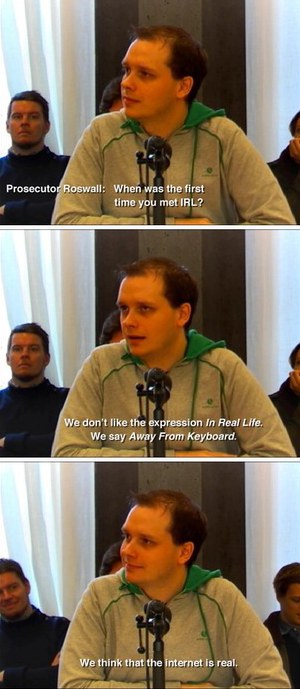 Prosecutor Roswall: When was the first
time you met IRL?
We don't like the expression In Real Life.
We say Away From Keyboard.
We think that the internet is real.